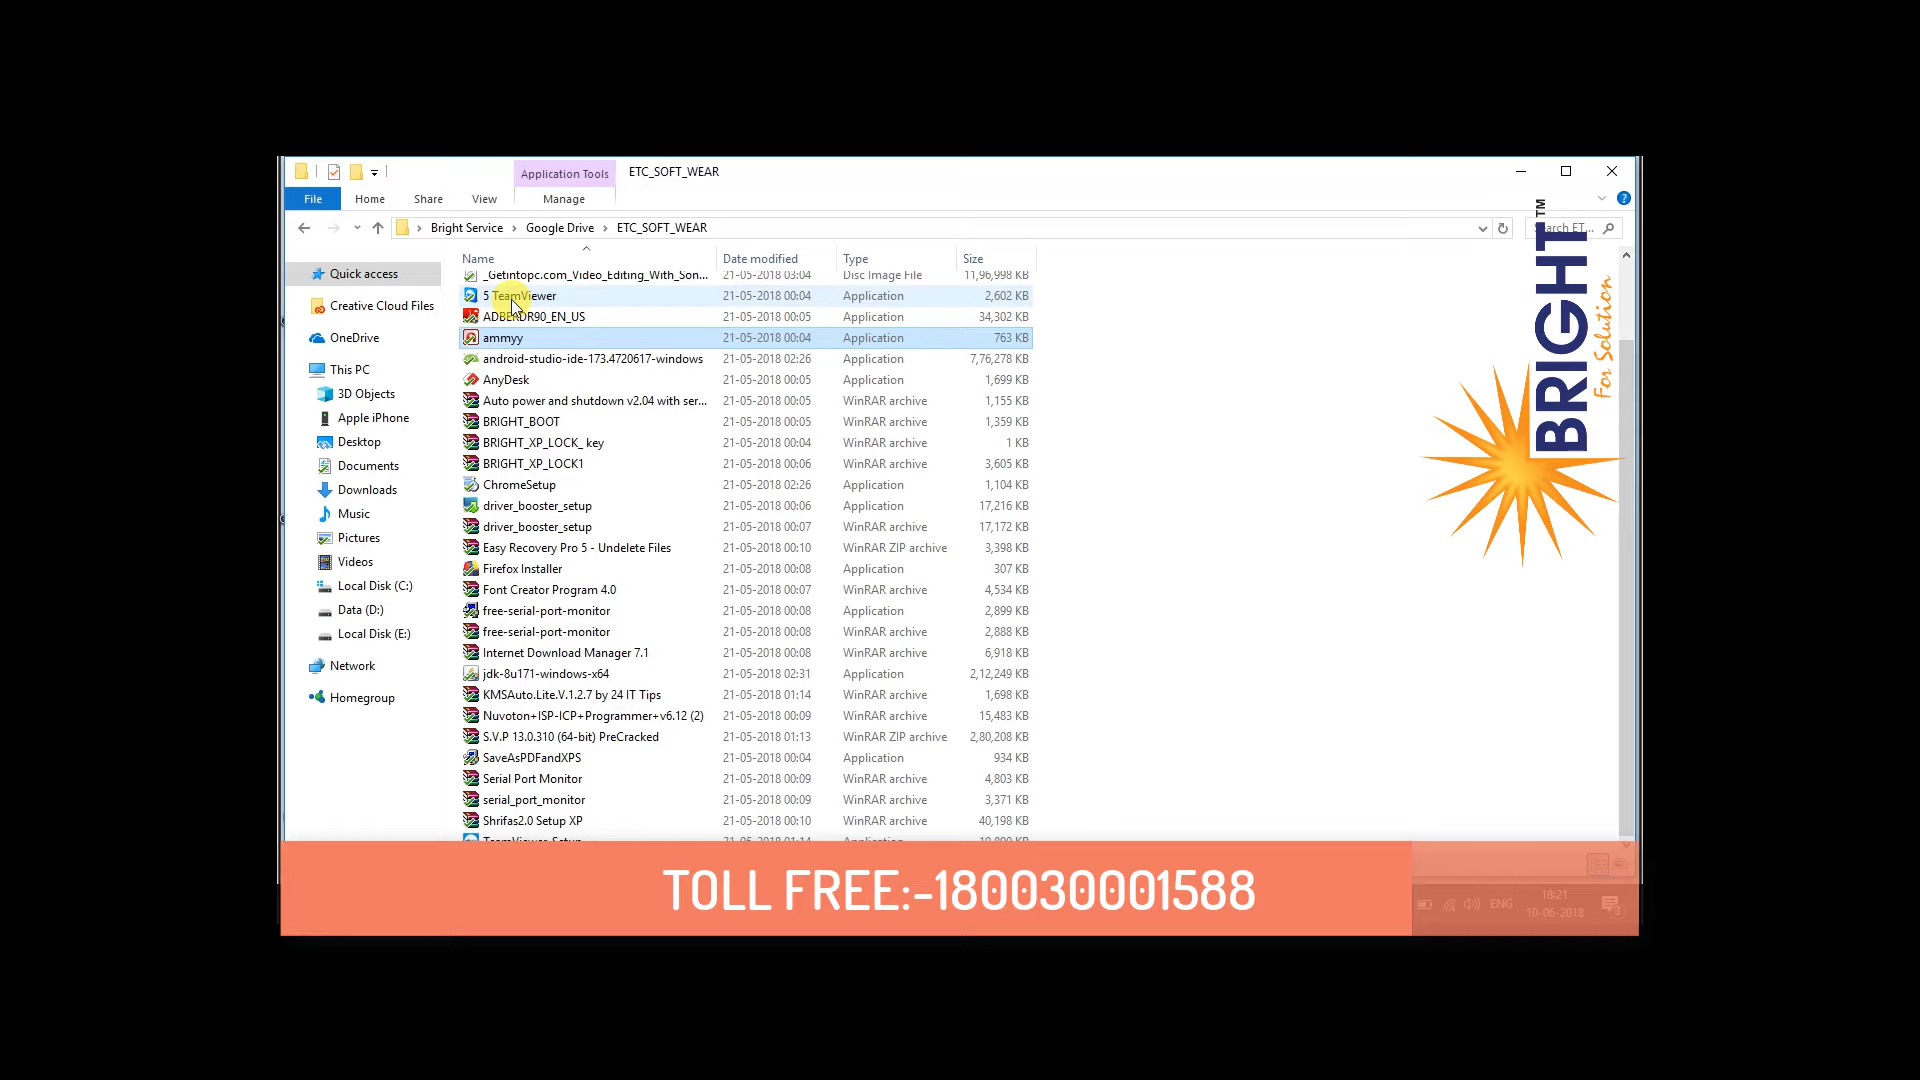 Application Tools ETC_SOFT_WEAR
File Home Share View Manage
Bright Service Google Drive ETC_SOFT_WEAR Search ET...
Name Date modified Type Size
Quick access
Creative Cloud Files
OneDrive
This PC
3D Objects
Apple iPhone
Desktop
Documents
Downloads
Music
Pictures
Videos
Local Disk (C:)
Data (D:)
Local Disk (E:)
Network
Homegroup
_Getintopc.com_Video_Editing_With_Son... 21-05-2018 03:04 Disc Image File 11,96,998 KB
5 TeamViewer 21-05-2018 00:04 Application 2,602 KB
ADBERDR90_EN_US 21-05-2018 00:05 Application 34,302 KB
ammyy 21-05-2018 00:04 Application 763 KB
android-studio-ide-173.4720617-windows 21-05-2018 02:26 Application 7,76,278 KB
AnyDesk 21-05-2018 00:05 Application 1,699 KB
Auto power and shutdown v2.04 with ser... 21-05-2018 00:05 WinRAR archive 1,155 KB
BRIGHT_BOOT 21-05-2018 00:05 WinRAR archive 1,359 KB
BRIGHT_XP_LOCK_ key 21-05-2018 00:04 WinRAR archive 1 KB
BRIGHT_XP_LOCK1 21-05-2018 00:06 WinRAR archive 3,605 KB
ChromeSetup 21-05-2018 02:26 Application 1,104 KB
driver_booster_setup 21-05-2018 00:06 Application 17,216 KB
driver_booster_setup 21-05-2018 00:07 WinRAR archive 17,172 KB
Easy Recovery Pro 5 - Undelete Files 21-05-2018 00:10 WinRAR ZIP archive 3,398 KB
Firefox Installer 21-05-2018 00:08 Application 307 KB
Font Creator Program 4.0 21-05-2018 00:07 WinRAR archive 4,534 KB
free-serial-port-monitor 21-05-2018 00:08 Application 2,899 KB
free-serial-port-monitor 21-05-2018 00:08 WinRAR archive 2,888 KB
Internet Download Manager 7.1 21-05-2018 00:08 WinRAR archive 6,918 KB
jdk-8u171-windows-x64 21-05-2018 02:31 Application 2,12,249 KB
KMSAuto.Lite.V.1.2.7 by 24 IT Tips 21-05-2018 01:14 WinRAR archive 1,698 KB
Nuvoton+ISP-ICP+Programmer+v6.12 (2) 21-05-2018 00:09 WinRAR archive 15,483 KB
S.V.P 13.0.310 (64-bit) PreCracked 21-05-2018 01:13 WinRAR ZIP archive 2,80,208 KB
SaveAsPDFandXPS 21-05-2018 00:04 Application 934 KB
Serial Port Monitor 21-05-2018 00:09 WinRAR archive 4,803 KB
serial_port_monitor 21-05-2018 00:09 WinRAR archive 3,371 KB
Shrifas2.0 Setup XP 21-05-2018 00:10 WinRAR archive 40,198 KB
BRIGHT™
For Solution
TOLL FREE:-180030001588
ENG 18:21
10-06-2018 3